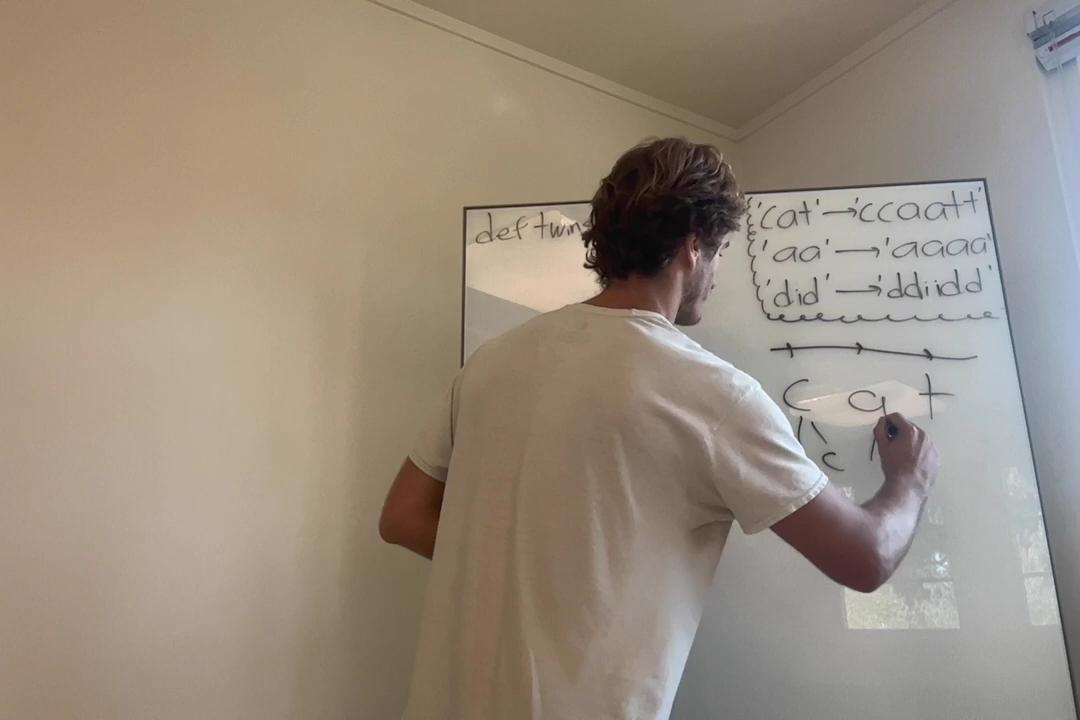 def twins
'cat' → 'ccaatt'
'aa' → 'aaaa'
'did' → 'ddiidd'
c a t
c